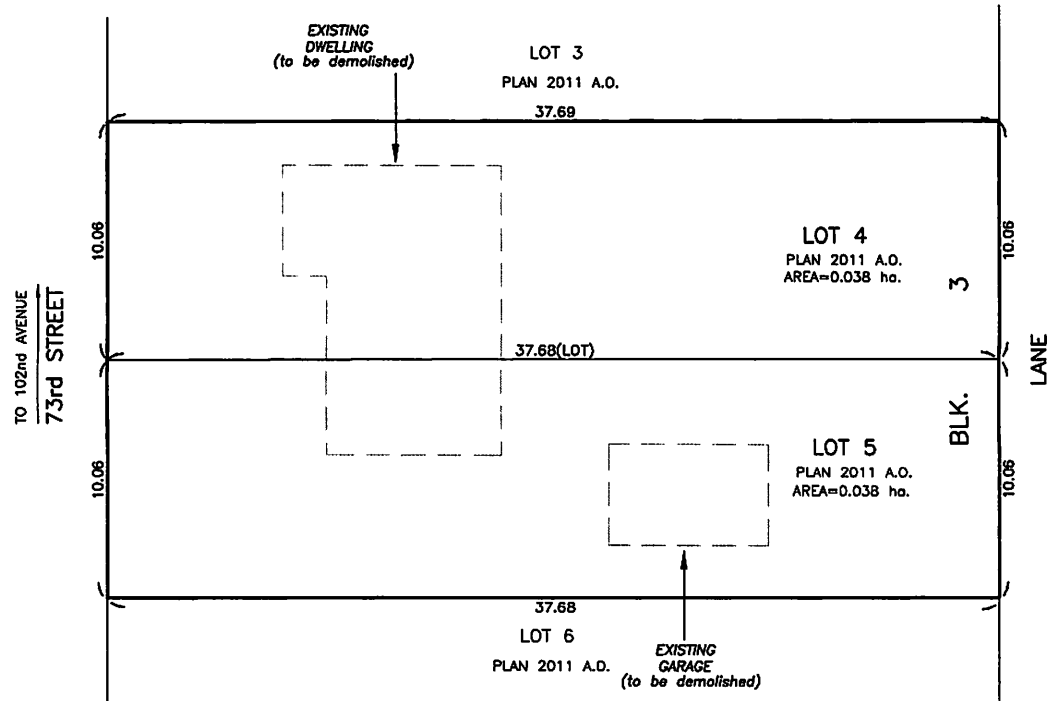 EXISTING
DWELLING
(to be demolished)
LOT 3
PLAN 2011 A.O.
37.69
10.06
LOT 4
PLAN 2011 A.O.
AREA=0.038 ha.
10.06
TO 102nd AVENUE
73rd STREET
37.68(LOT)
BLK. 3
LANE
10.06
LOT 5
PLAN 2011 A.O.
AREA=0.038 ha.
10.06
37.68
LOT 6
PLAN 2011 A.O.
EXISTING
GARAGE
(to be demolished)